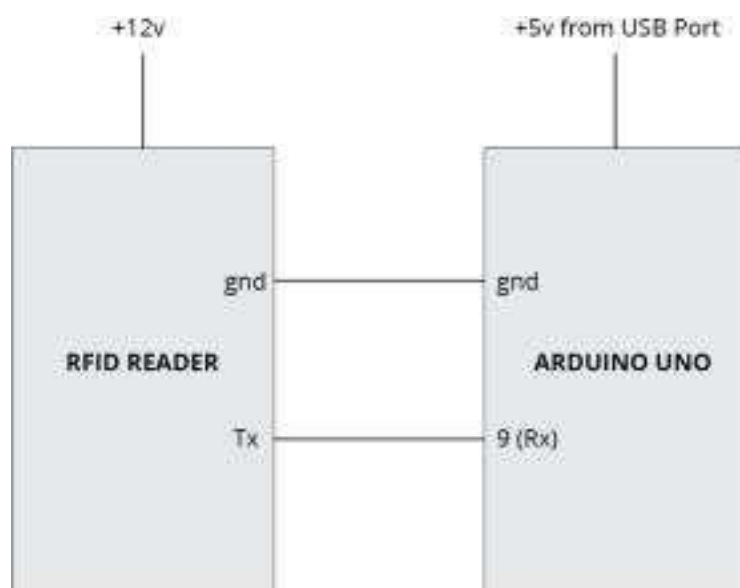 +12v
+5v from USB Port
gnd
gnd
RFID READER
ARDUINO UNO
Tx
9 (Rx)